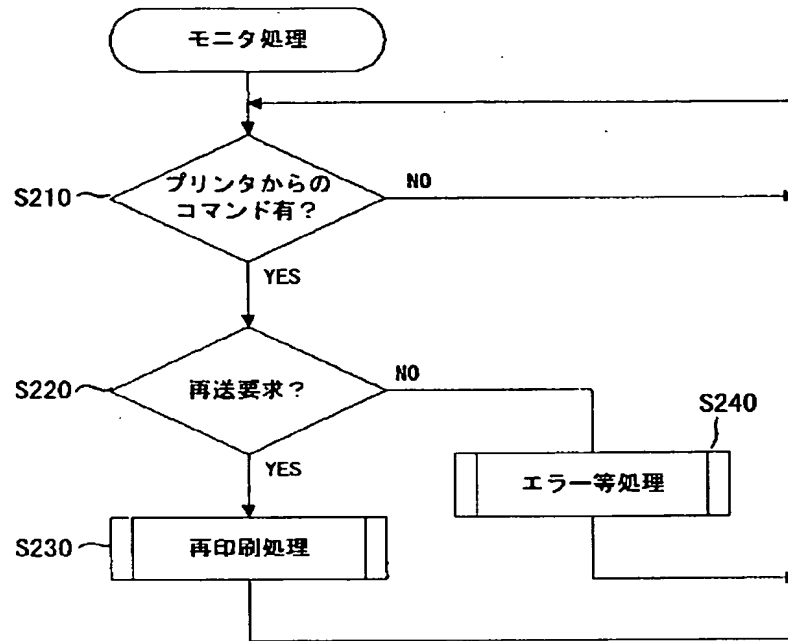 モニタ処理
S210
プリンタからの
コマンド有?
NO
YES
S220
再送要求?
NO
YES
S240
エラー等処理
S230
再印刷処理